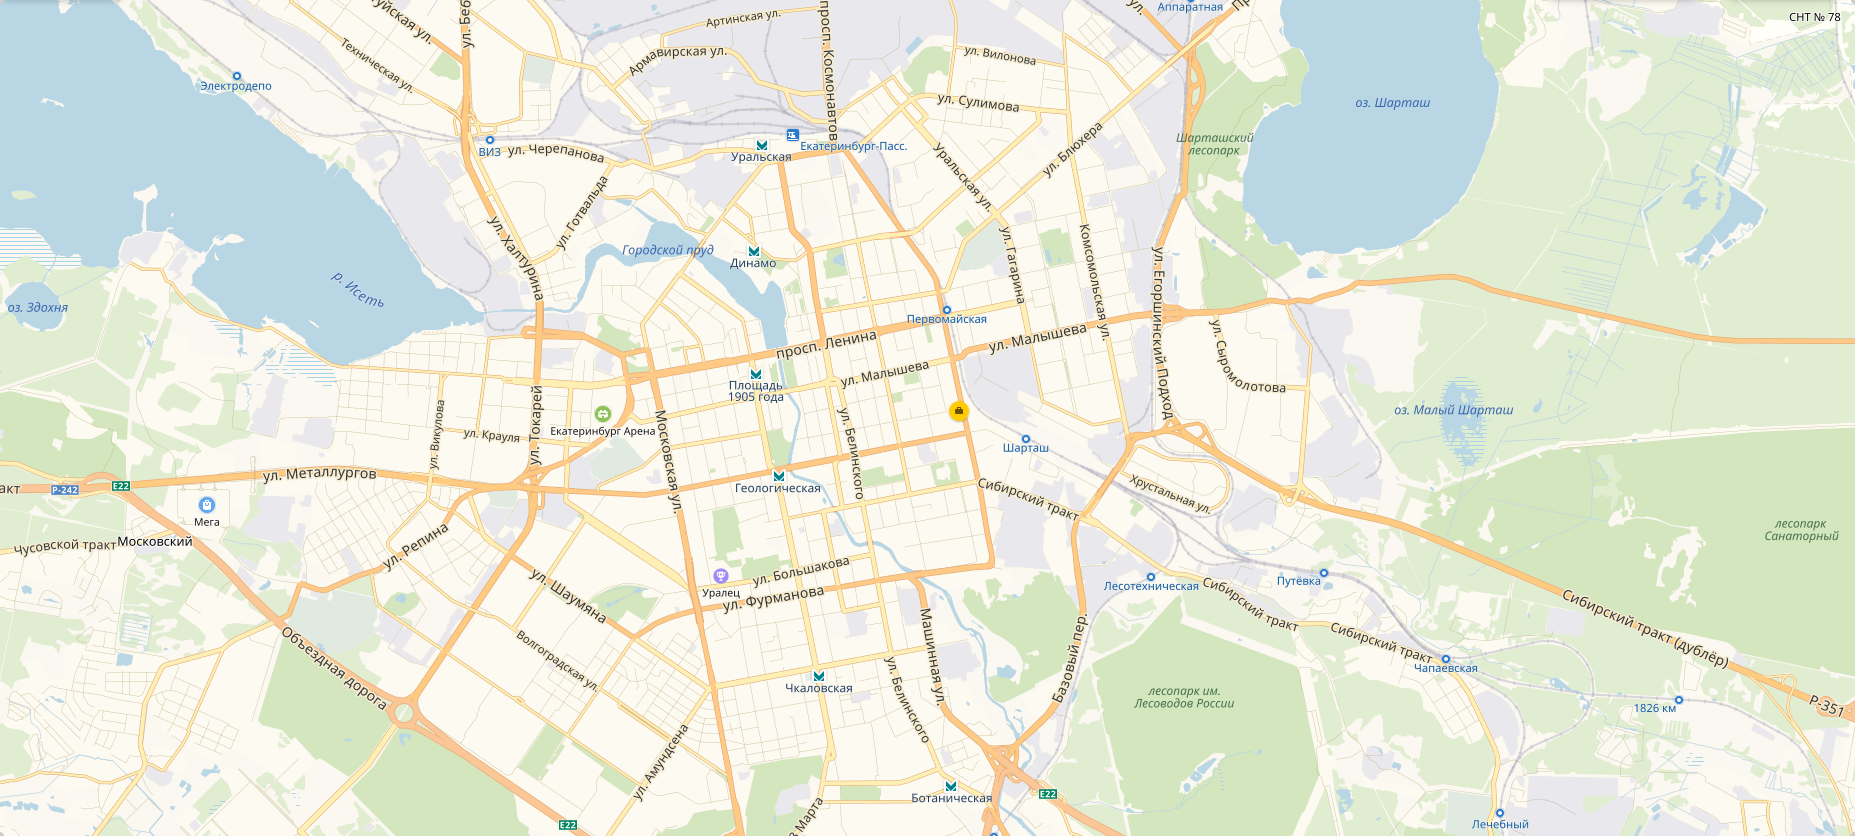 Аппаратная
СНТ № 78
Артинская ул.
просп. Космонавтов
Армавирская ул.
ул. Вилонова
Техническая ул.
Электродепо
ул. Сулимова
оз. Шарташ
ВИЗ
ул. Черепанова
Уральская
Екатеринбург-Пасс.
Уральская ул.
ул. Блюхера
Шарташский
лесопарк
ул. Готвальда
ул. Халтурина
Городской пруд
Динамо
ул. Гагарина
Комсомольская ул.
ул. Егоршинский Подход
р. Исеть
оз. Здохня
Первомайская
просп. Ленина
ул. Малышева
ул. Малышева
ул. Сыромолотова
Площадь
1905 года
Екатеринбург Арена
ул. Викулова
ул. Крауля
ул. Токарей
Московская ул.
ул. Белинского
Шарташ
оз. Малый Шарташ
ул. Металлургов
E22
Р-242
акт
Мега
Геологическая
Сибирский тракт
Хрустальная ул.
лесопарк
Санаторный
Чусовской тракт
Московский
ул. Репина
ул. Шаумяна
Уралец
ул. Большакова
ул. Фурманова
Лесотехническая
Путёвка
Сибирский тракт
Сибирский тракт
Сибирский тракт (дублёр)
Объездная дорога
Волгоградская ул.
Машинная ул.
Базовый пер.
Чапаевская
Чкаловская
ул. Белинского
лесопарк им.
Лесоводов России
1826 км
Р-351
ул. Амундсена
Ботаническая
E22
E22
8 Марта
Лечебный